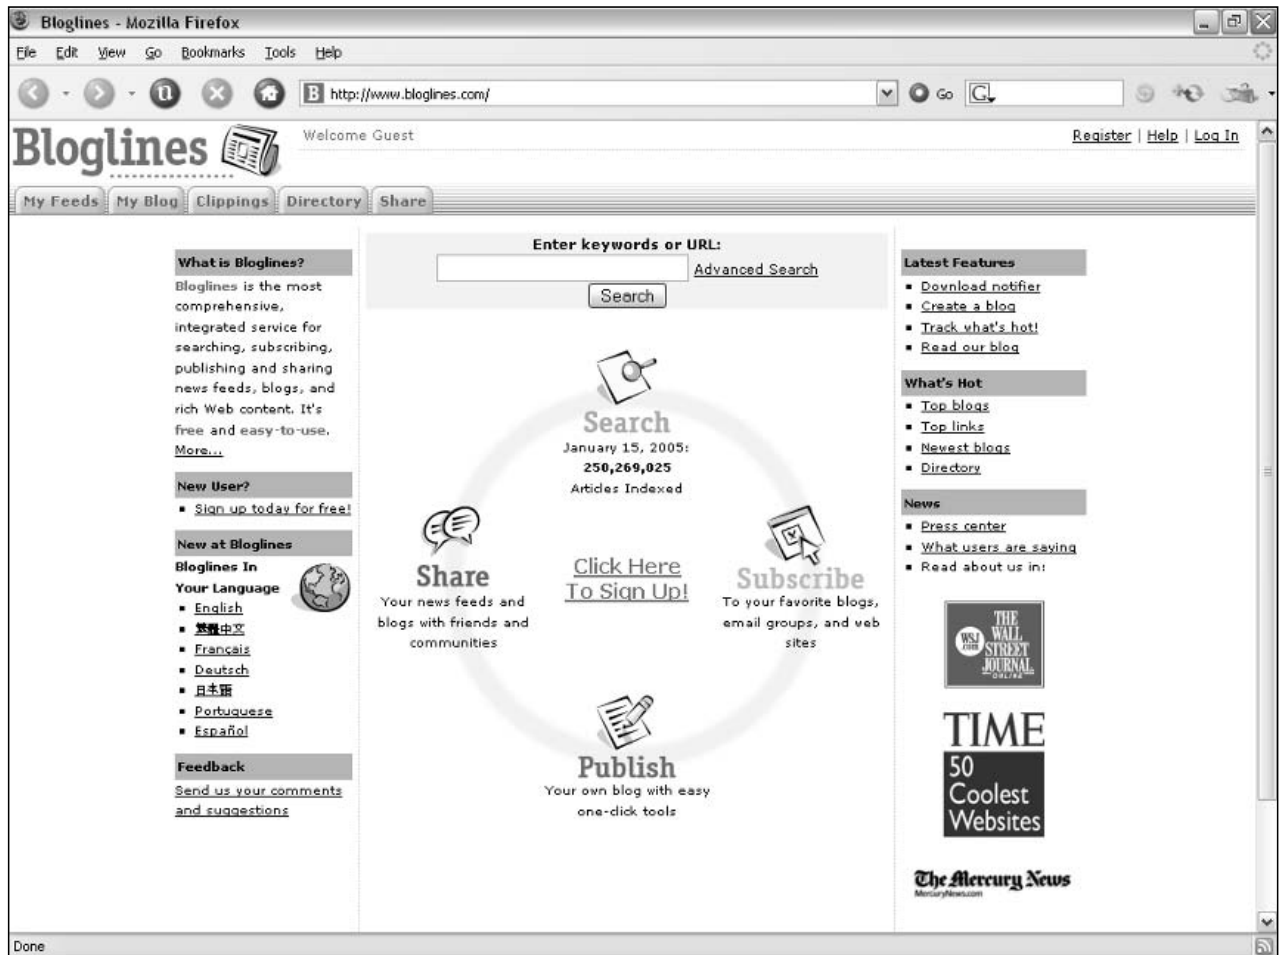 Bloglines - Mozilla Firefox
File Edit View Go Bookmarks Tools Help
B http://www.bloglines.com/ Go G
Bloglines
Welcome Guest
Register | Help | Log In
My Feeds My Blog Clippings Directory Share
What is Bloglines?
Bloglines is the most
comprehensive,
integrated service for
searching, subscribing,
publishing and sharing
news feeds, blogs, and
rich Web content. It's
free and easy-to-use.
More...
New User?
Sign up today for free!
New at Bloglines
Bloglines In
Your Language
English
繁體中文
Français
Deutsch
日本語
Portuguese
Español
Feedback
Send us your comments
and suggestions
Enter keywords or URL:
Advanced Search
Search
Search
January 15, 2005:
250,269,025
Articles Indexed
Share
Your news feeds and
blogs with friends and
communities
Click Here
To Sign Up!
Subscribe
To your favorite blogs,
email groups, and web
sites
Publish
Your own blog with easy
one-click tools
Latest Features
Download notifier
Create a blog
Track what's hot!
Read our blog
What's Hot
Top blogs
Top links
Newest blogs
Directory
News
Press center
What users are saying
Read about us in:
THE
WALL
STREET
JOURNAL
ONLINE
WSJ
.com
TIME
50
Coolest
Websites
The Mercury News
MercuryNews.com
Done